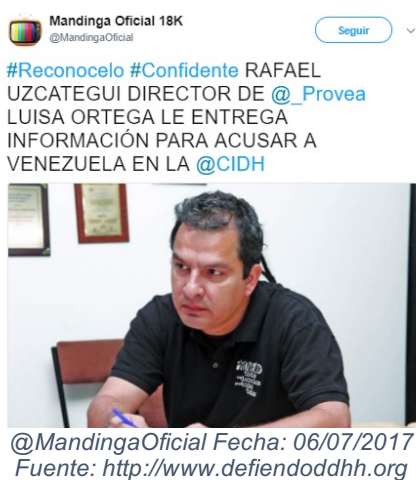 Mandinga Oficial 18K
@MandingaOficial
Seguir
#Reconocelo #Confidente RAFAEL
UZCATEGUI DIRECTOR DE @_Provea
LUISA ORTEGA LE ENTREGA
INFORMACIÓN PARA ACUSAR A
VENEZUELA EN LA @CIDH
@MandingaOficial Fecha: 06/07/2017
Fuente: http://www.defiendoddhh.org